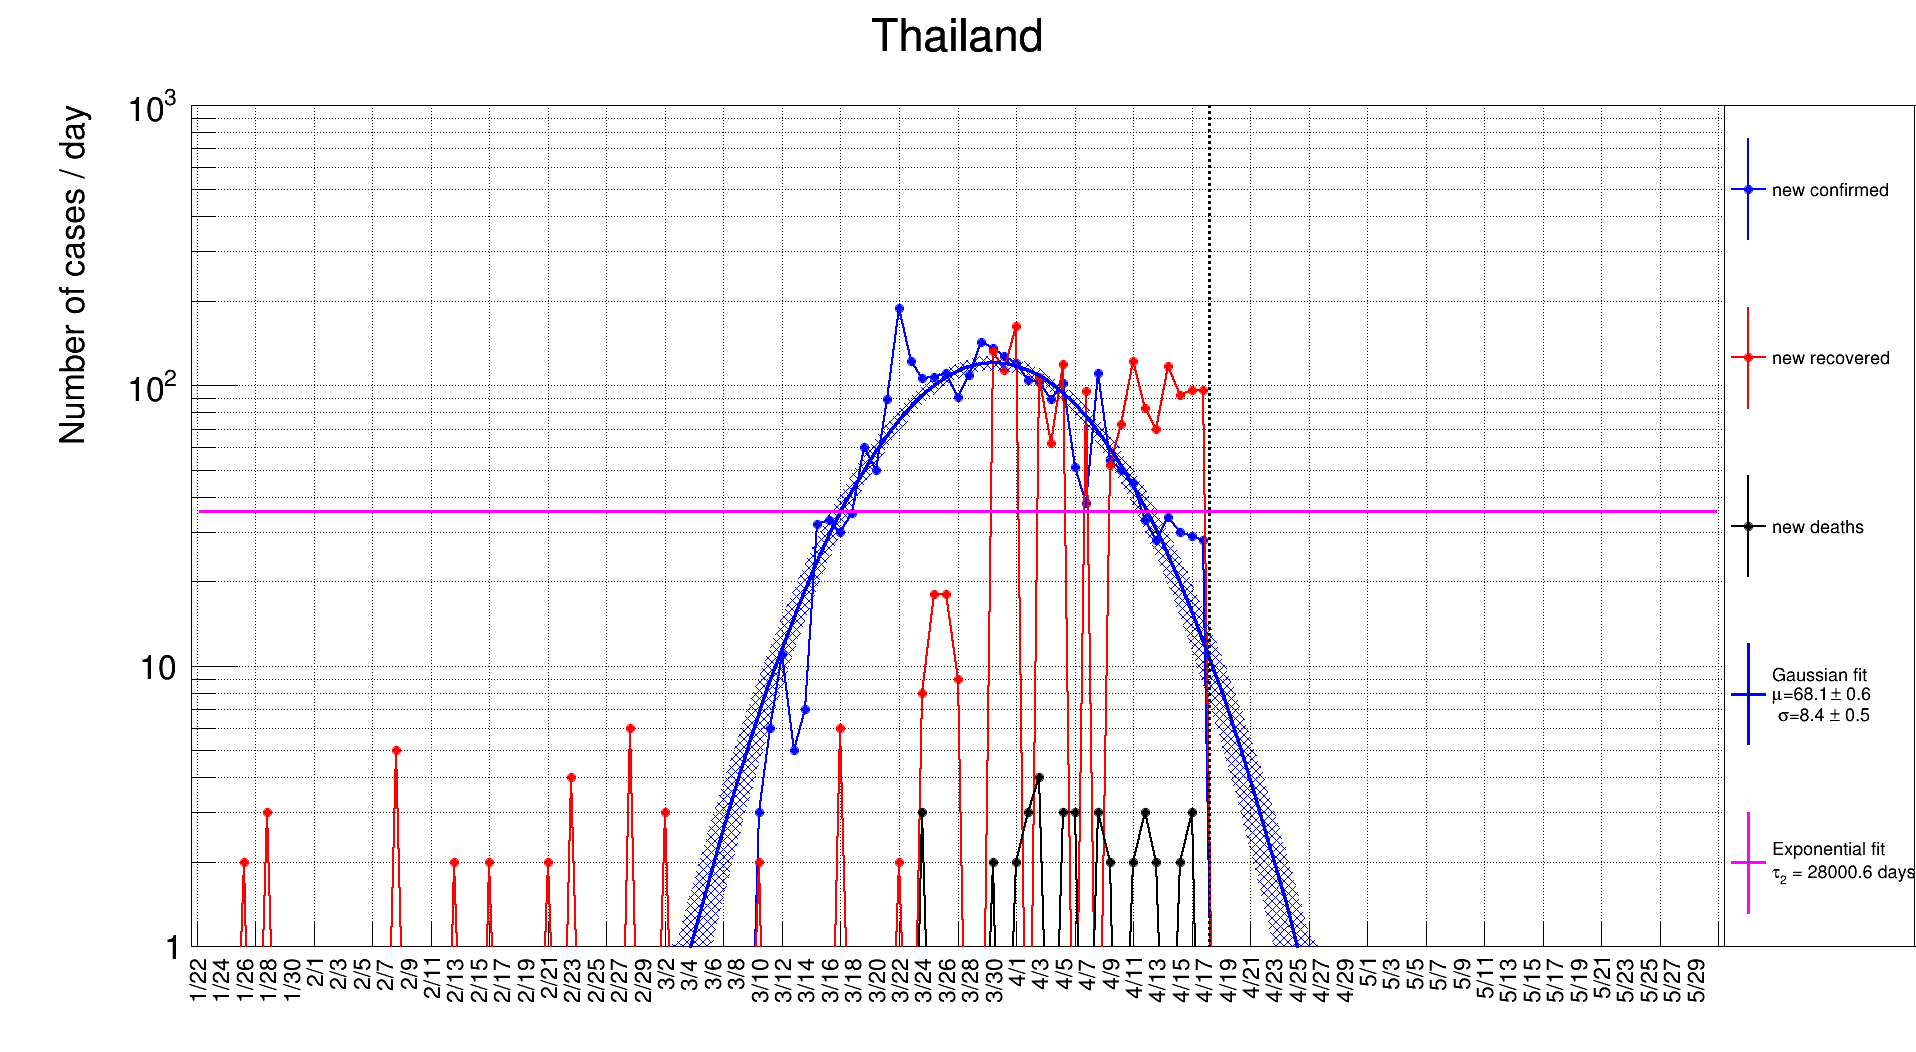 Thailand
Number of cases / day
10³
10²
10
1
1/22 1/24 1/26 1/28 1/30 2/1 2/3 2/5 2/7 2/9 2/11 2/13 2/15 2/17 2/19 2/21 2/23 2/25 2/27 2/29 3/2 3/4 3/6 3/8 3/10 3/12 3/14 3/16 3/18 3/20 3/22 3/24 3/26 3/28 3/30 4/1 4/3 4/5 4/7 4/9 4/11 4/13 4/15 4/17 4/19 4/21 4/23 4/25 4/27 4/29 5/1 5/3 5/5 5/7 5/9 5/11 5/13 5/15 5/17 5/19 5/21 5/23 5/25 5/27 5/29
new confirmed
new recovered
new deaths
Gaussian fit
μ=68.1 ± 0.6
σ=8.4 ± 0.5
Exponential fit
τ₂ = 28000.6 days